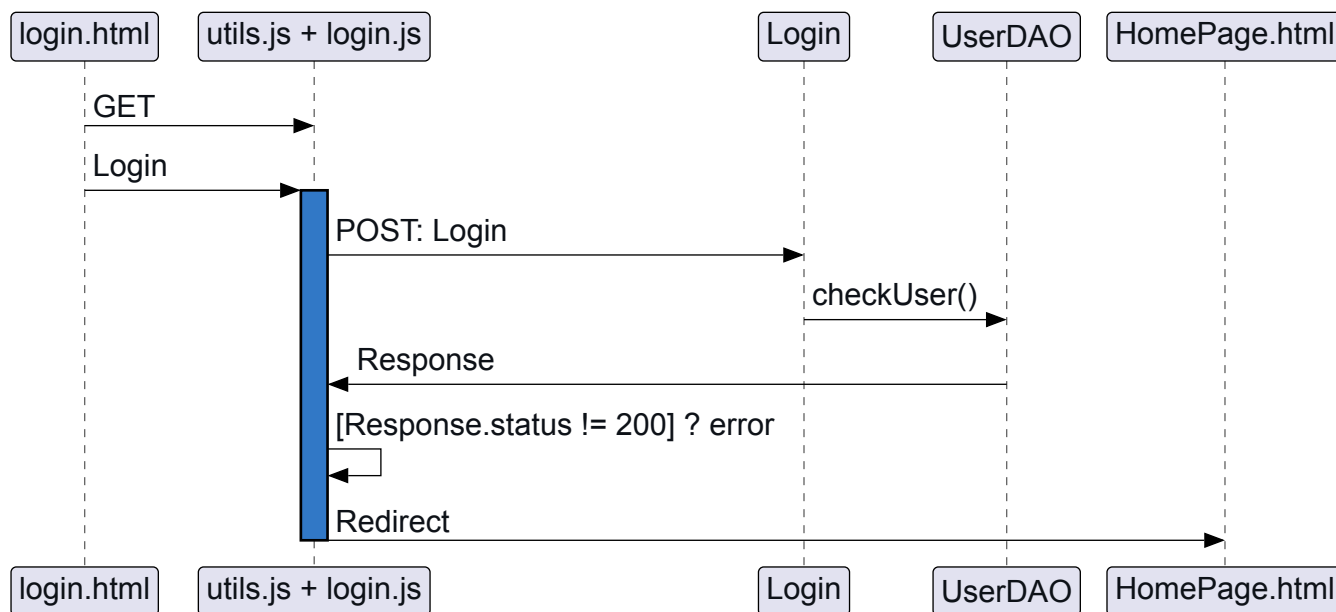 login.html
utils.js + login.js
Login
UserDAO
HomePage.html
GET
Login
POST: Login
checkUser()
Response
[Response.status != 200] ? error
Redirect
login.html
utils.js + login.js
Login
UserDAO
HomePage.html